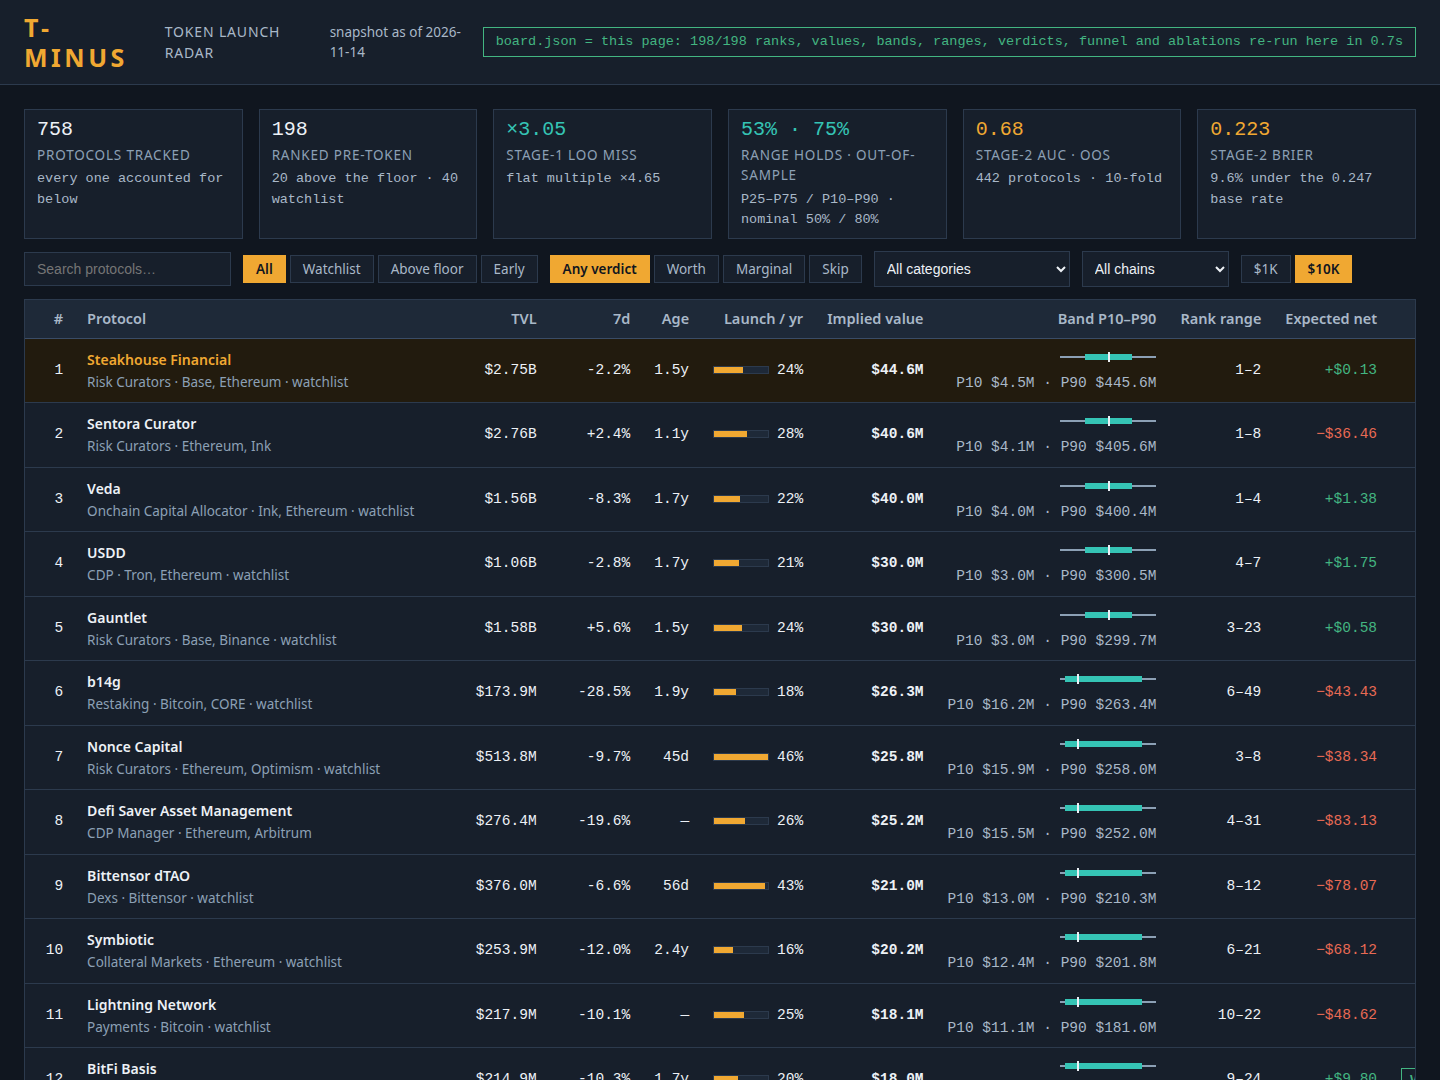 T-MINUS
TOKEN LAUNCH RADAR
snapshot as of 2026-11-14
board.json = this page: 198/198 ranks, values, bands, ranges, verdicts, funnel and ablations re-run here in 0.7s
758
PROTOCOLS TRACKED
every one accounted for below
198
RANKED PRE-TOKEN
20 above the floor · 40 watchlist
×3.05
STAGE-1 LOO MISS
flat multiple ×4.65
53% · 75%
RANGE HOLDS · OUT-OF-SAMPLE
P25–P75 / P10–P90 · nominal 50% / 80%
0.68
STAGE-2 AUC · OOS
442 protocols · 10-fold
0.223
STAGE-2 BRIER
9.6% under the 0.247 base rate
Search protocols… All Watchlist Above floor Early Any verdict Worth Marginal Skip All categories All chains $1K $10K
# Protocol TVL 7d Age Launch / yr Implied value Band P10–P90 Rank range Expected net
1 Steakhouse Financial $2.75B -2.2% 1.5y 24% $44.6M 1–2 +$0.13
Risk Curators · Base, Ethereum · watchlist P10 $4.5M · P90 $445.6M
2 Sentora Curator $2.76B +2.4% 1.1y 28% $40.6M 1–8 −$36.46
Risk Curators · Ethereum, Ink P10 $4.1M · P90 $405.6M
3 Veda $1.56B -8.3% 1.7y 22% $40.0M 1–4 +$1.38
Onchain Capital Allocator · Ink, Ethereum · watchlist P10 $4.0M · P90 $400.4M
4 USDD $1.06B -2.8% 1.7y 21% $30.0M 4–7 +$1.75
CDP · Tron, Ethereum · watchlist P10 $3.0M · P90 $300.5M
5 Gauntlet $1.58B +5.6% 1.5y 24% $30.0M 3–23 +$0.58
Risk Curators · Base, Binance · watchlist P10 $3.0M · P90 $299.7M
6 b14g $173.9M -28.5% 1.9y 18% $26.3M 6–49 −$43.43
Restaking · Bitcoin, CORE · watchlist P10 $16.2M · P90 $263.4M
7 Nonce Capital $513.8M -9.7% 45d 46% $25.8M 3–8 −$38.34
Risk Curators · Ethereum, Optimism · watchlist P10 $15.9M · P90 $258.0M
8 Defi Saver Asset Management $276.4M -19.6% — 26% $25.2M 4–31 −$83.13
CDP Manager · Ethereum, Arbitrum P10 $15.5M · P90 $252.0M
9 Bittensor dTAO $376.0M -6.6% 56d 43% $21.0M 8–12 −$78.07
Dexs · Bittensor · watchlist P10 $13.0M · P90 $210.3M
10 Symbiotic $253.9M -12.0% 2.4y 16% $20.2M 6–21 −$68.12
Collateral Markets · Ethereum · watchlist P10 $12.4M · P90 $201.8M
11 Lightning Network $217.9M -10.1% — 25% $18.1M 10–22 −$48.62
Payments · Bitcoin · watchlist P10 $11.1M · P90 $181.0M
12 BitFi Basis $214.9M -10.3% 1.7y 20% $18.0M 9–24 +$9.80